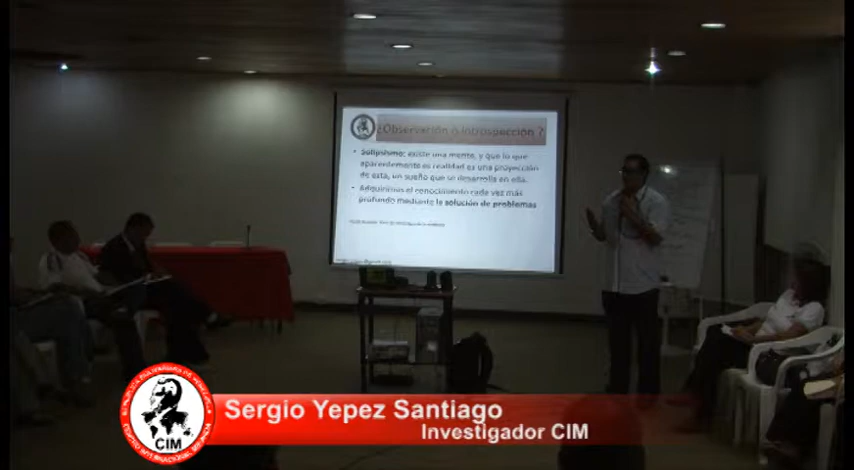 ¿Observación o Introspección ?
• Solipsismo: existe una mente, y que lo que
aparentemente es realidad es una proyección
de esta, un sueño que se desarrolla en ella.
• Adquirimos el conocimiento cada vez más
profundo mediante la solución de problemas
Sergio Yepez Santiago
Investigador CIM
CIM